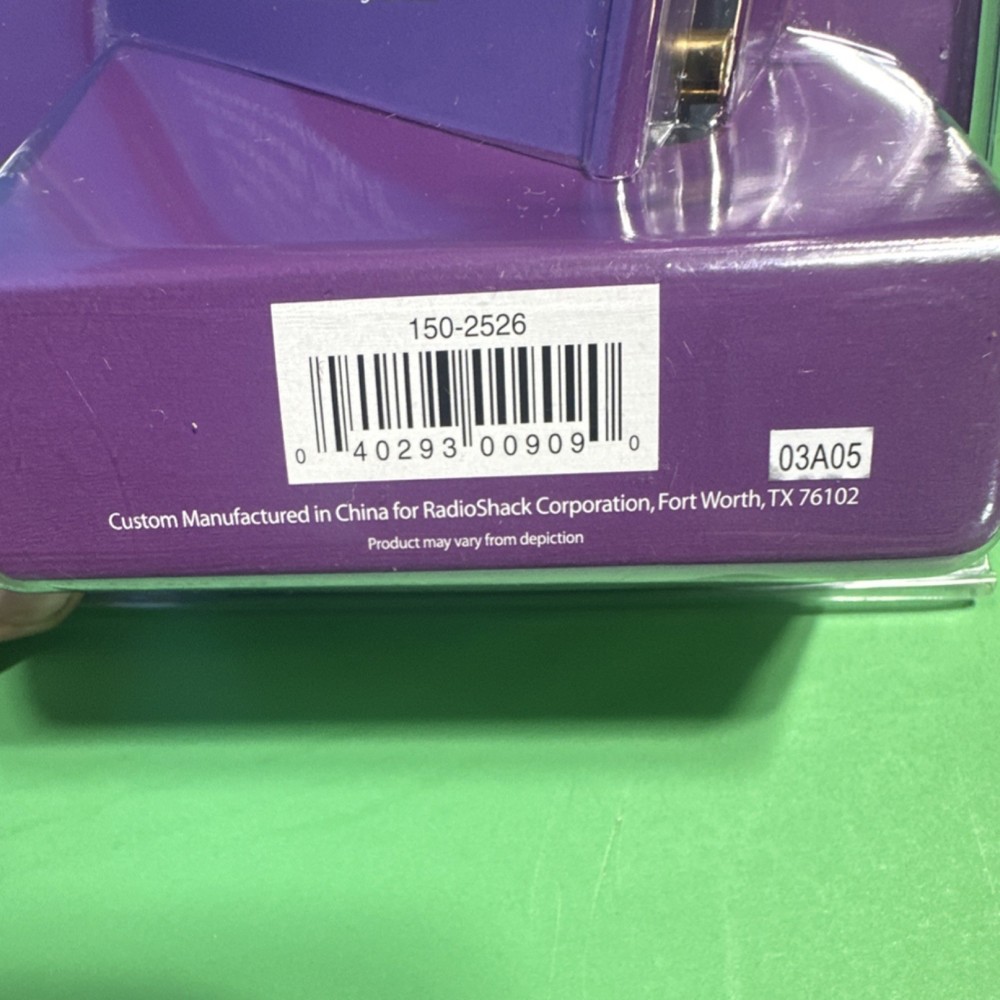 150-2526
0 40293 00909 0
03A05
Custom Manufactured in China for RadioShack Corporation, Fort Worth, TX 76102
Product may vary from depiction